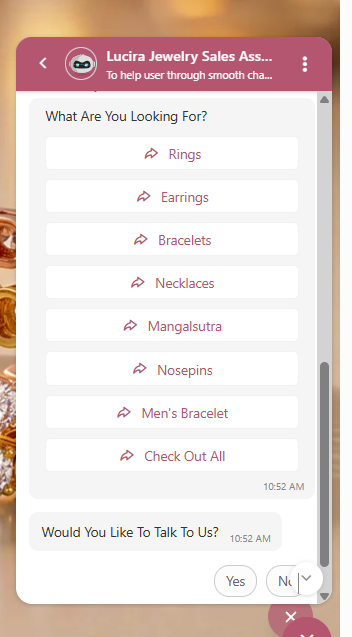 Lucira Jewelry Sales Ass...
To help user through smooth cha...
What Are You Looking For?
Rings
Earrings
Bracelets
Necklaces
Mangalsutra
Nosepins
Men's Bracelet
Check Out All
10:52 AM
Would You Like To Talk To Us?
10:52 AM
Yes